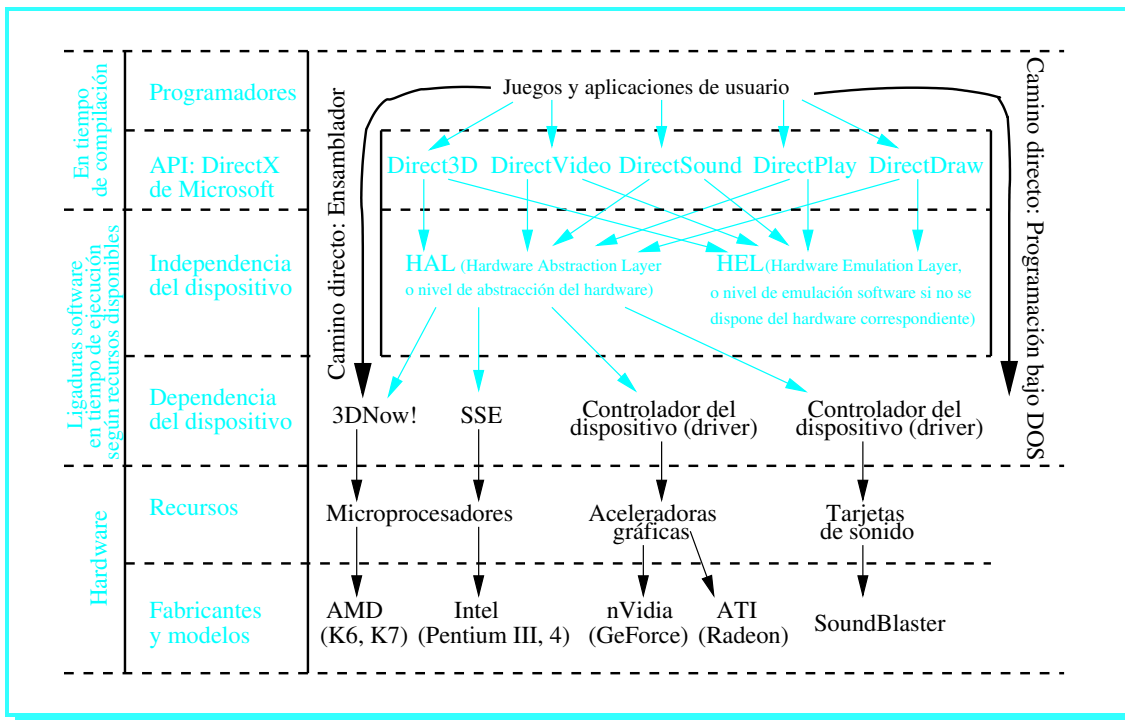 En tiempo
de compilación
Programadores
Juegos y aplicaciones de usuario
API: DirectX
de Microsoft
Direct3D
DirectVideo
DirectSound
DirectPlay
DirectDraw
Camino directo: Ensamblador
Camino directo: Programación bajo DOS
Ligaduras software
en tiempo de ejecución
según recursos disponibles
Independencia
del dispositivo
HAL (Hardware Abstraction Layer
o nivel de abstracción del hardware)
HEL (Hardware Emulation Layer,
o nivel de emulación software si no se
dispone del hardware correspondiente)
Dependencia
del dispositivo
3DNow!
SSE
Controlador del
dispositivo (driver)
Controlador del
dispositivo (driver)
Hardware
Recursos
Microprocesadores
Aceleradoras
gráficas
Tarjetas
de sonido
Fabricantes
y modelos
AMD
(K6, K7)
Intel
(Pentium III, 4)
nVidia
(GeForce)
ATI
(Radeon)
SoundBlaster